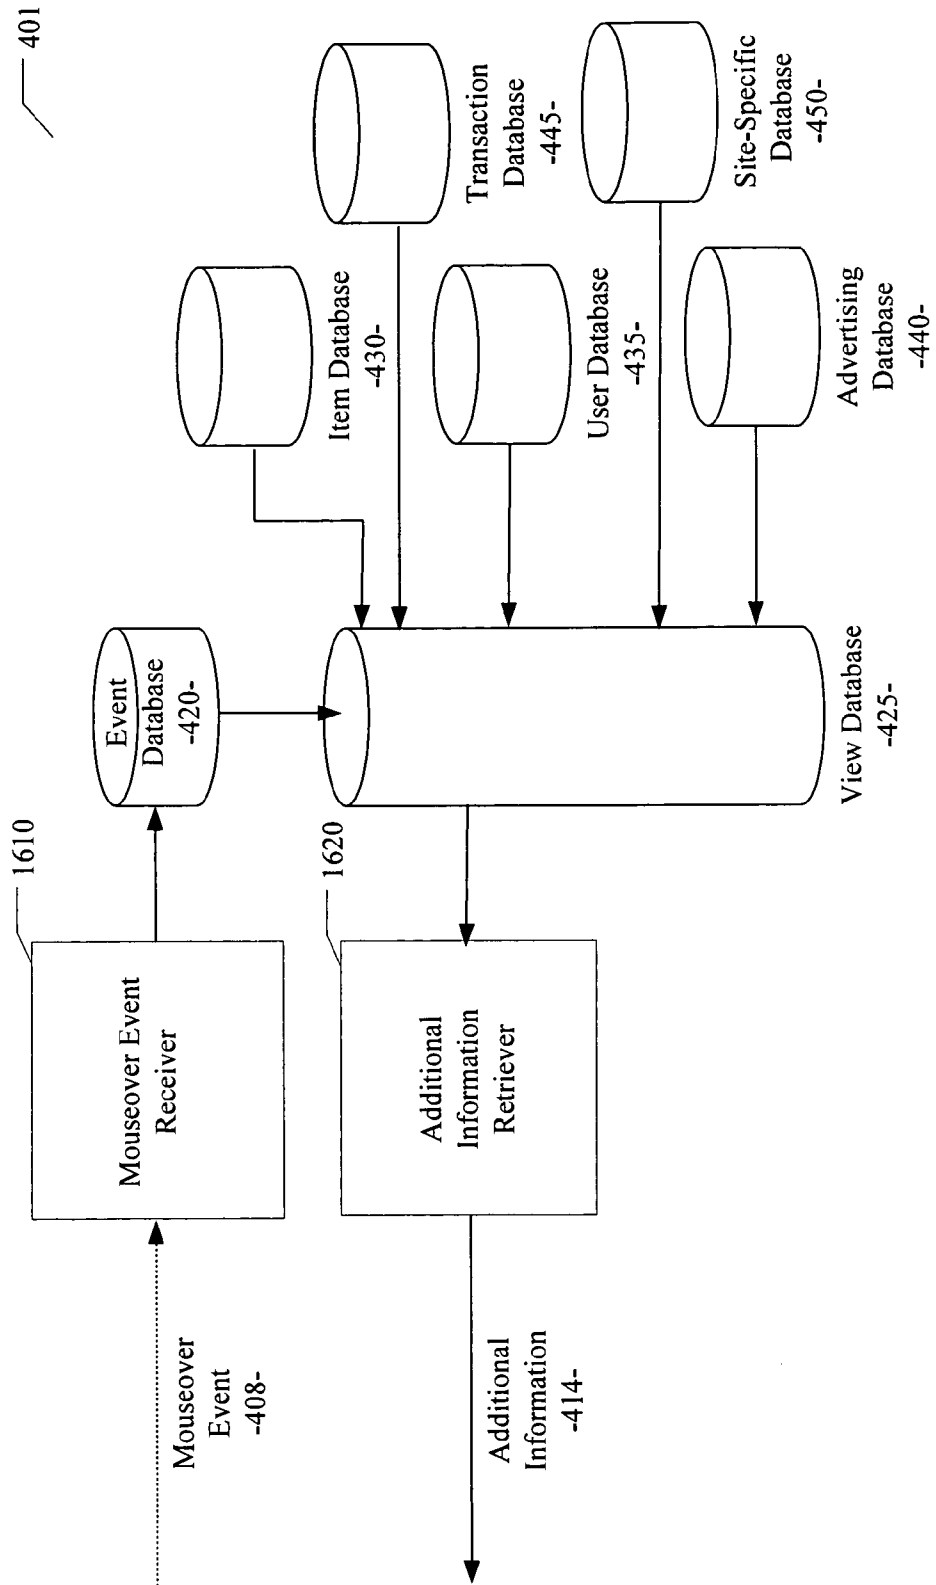 401
1610
Mouseover Event
Receiver
Mouseover
Event
-408-
Event
Database
-420-
Item Database
-430-
Transaction
Database
-445-
User Database
-435-
Site-Specific
Database
-450-
Advertising
Database
-440-
View Database
-425-
1620
Additional
Information
Retriever
Additional
Information
-414-